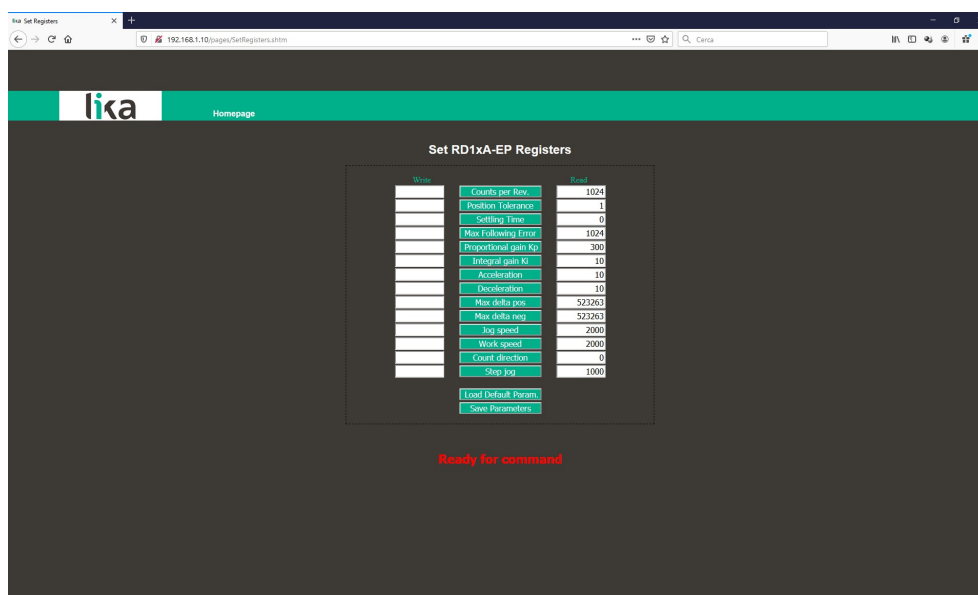 lika Set Registers
192.168.1.10/pages/SetRegisters.shtm
Cerca
lika
Homepage
Set RD1xA-EP Registers
Write Read
Counts per Rev. 1024
Position Tolerance 1
Settling Time 0
Max Following Error 1024
Proportional gain Kp 300
Integral gain Ki 10
Acceleration 10
Deceleration 10
Max delta pos 523263
Max delta neg 523263
Jog speed 2000
Work speed 2000
Count direction 0
Step jog 1000
Load Default Param.
Save Parameters
Ready for command